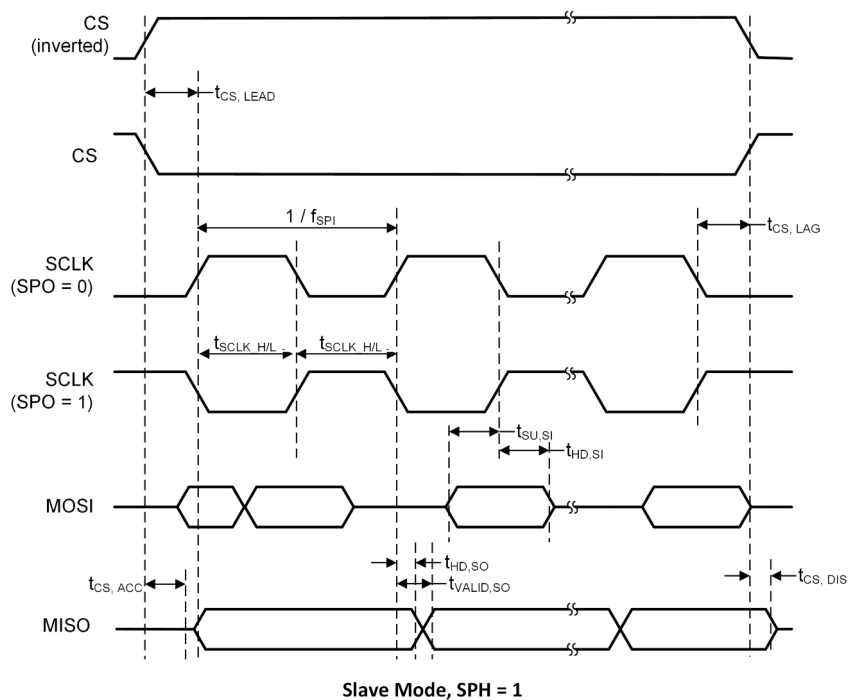 CS
(inverted)
tCS, LEAD
CS
1 / fSPI
tCS, LAG
SCLK
(SPO = 0)
tSCLK_H/L
tSCLK_H/L
SCLK
(SPO = 1)
tSU,SI
tHD,SI
MOSI
tHD,SO
tCS, ACC
tVALID,SO
tCS, DIS
MISO
Slave Mode, SPH = 1